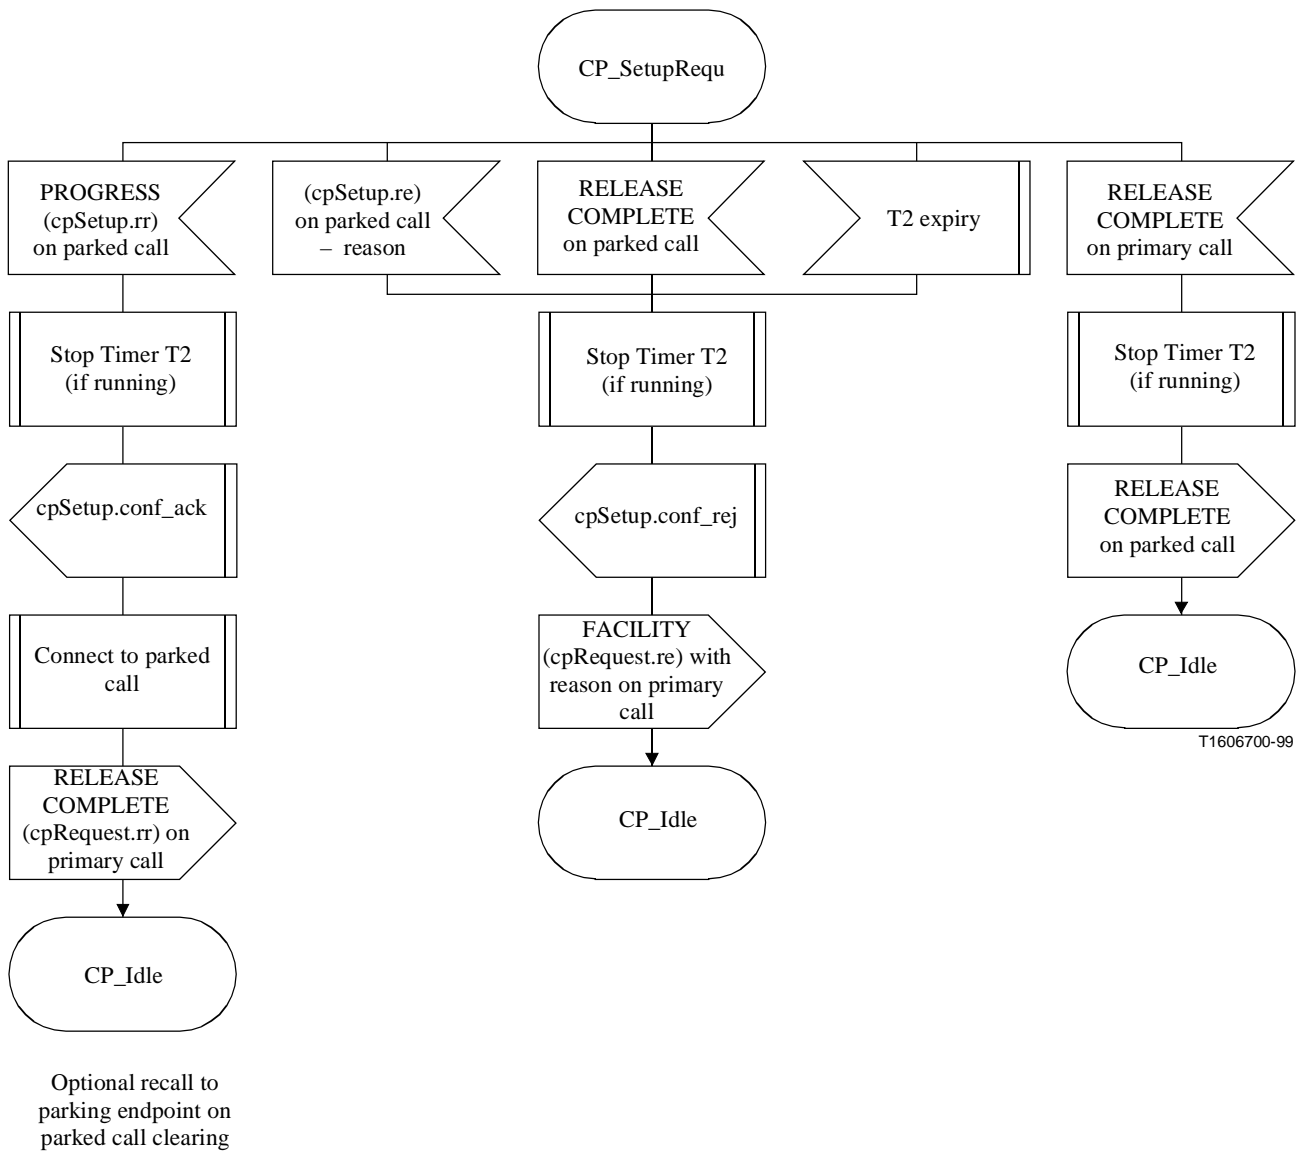 CP_SetupRequ
PROGRESS
(cpSetup.rr)
on parked call
(cpSetup.re)
on parked call
– reason
RELEASE
COMPLETE
on parked call
T2 expiry
RELEASE
COMPLETE
on primary call
Stop Timer T2
(if running)
Stop Timer T2
(if running)
Stop Timer T2
(if running)
cpSetup.conf_ack
cpSetup.conf_rej
RELEASE
COMPLETE
on parked call
Connect to parked
call
FACILITY
(cpRequest.re) with
reason on primary
call
CP_Idle
T1606700-99
RELEASE
COMPLETE
(cpRequest.rr) on
primary call
CP_Idle
CP_Idle
Optional recall to
parking endpoint on
parked call clearing